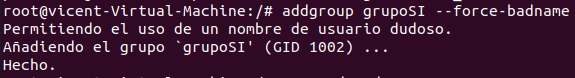 root@vicent-Virtual-Machine:/# addgroup grupoSI --force-badname
Permitiendo el uso de un nombre de usuario dudoso.
Añadiendo el grupo `grupoSI' (GID 1002) ...
Hecho.